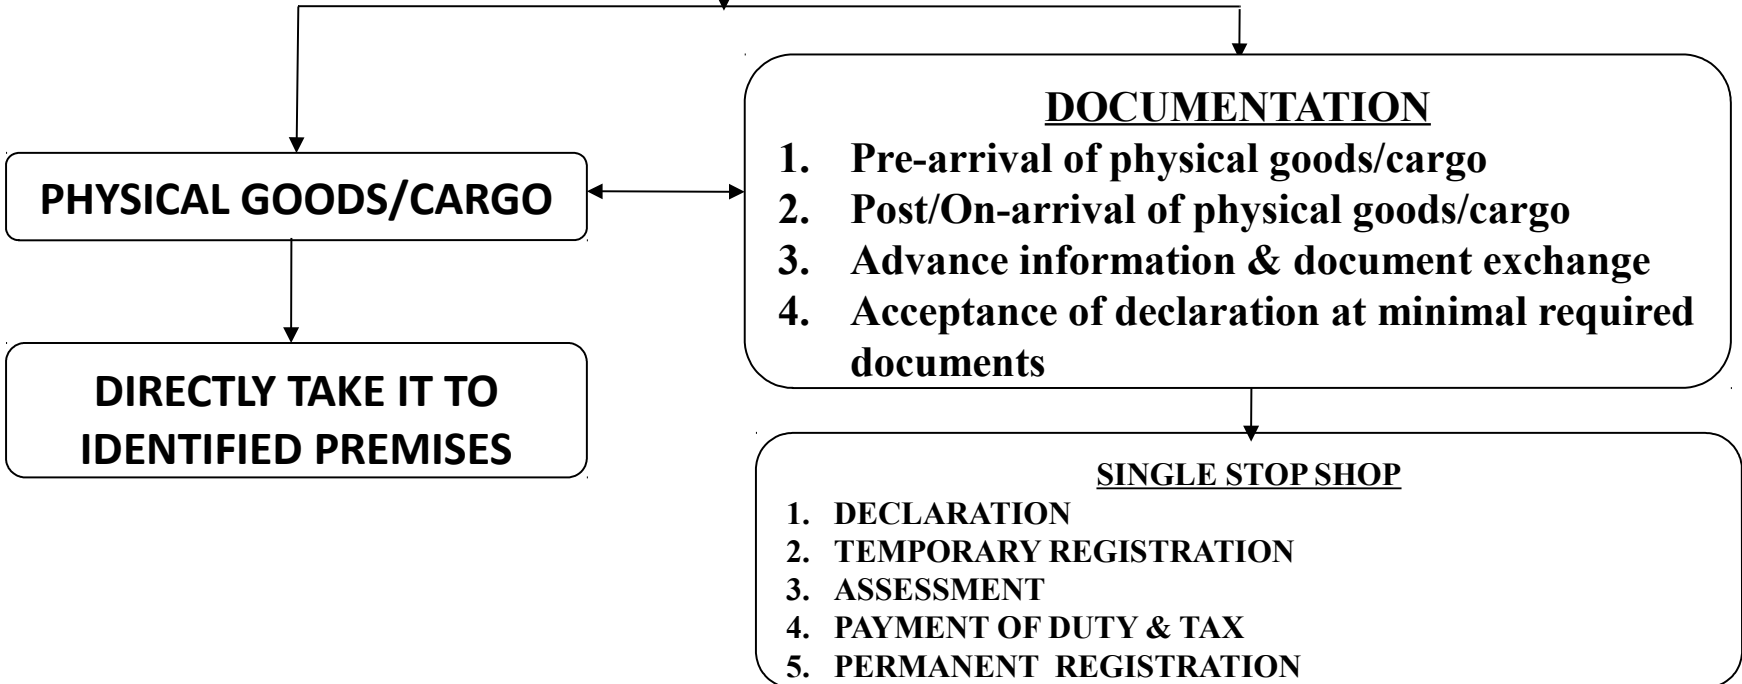 PHYSICAL GOODS/CARGO
DIRECTLY TAKE IT TO
IDENTIFIED PREMISES
DOCUMENTATION
1. Pre-arrival of physical goods/cargo
2. Post/On-arrival of physical goods/cargo
3. Advance information & document exchange
4. Acceptance of declaration at minimal required
documents
SINGLE STOP SHOP
1. DECLARATION
2. TEMPORARY REGISTRATION
3. ASSESSMENT
4. PAYMENT OF DUTY & TAX
5. PERMANENT REGISTRATION